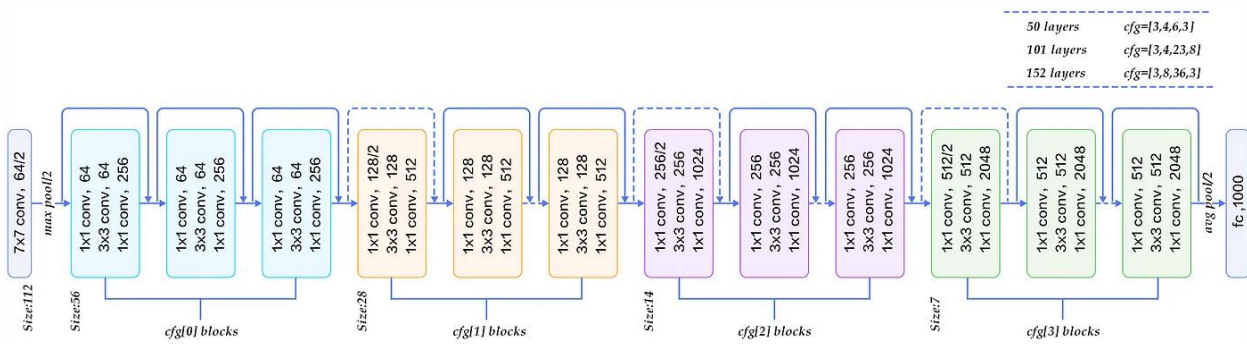 50 layers cfg=[3,4,6,3]
101 layers cfg=[3,4,23,8]
152 layers cfg=[3,8,36,3]
7x7 conv, 64/2
max pool/2
1x1 conv, 64
3x3 conv, 64
1x1 conv, 256
1x1 conv, 64
3x3 conv, 64
1x1 conv, 256
1x1 conv, 64
3x3 conv, 64
1x1 conv, 256
1x1 conv, 128/2
3x3 conv, 128
1x1 conv, 512
1x1 conv, 128
3x3 conv, 128
1x1 conv, 512
1x1 conv, 128
3x3 conv, 128
1x1 conv, 512
1x1 conv, 256/2
3x3 conv, 256
1x1 conv, 1024
1x1 conv, 256
3x3 conv, 256
1x1 conv, 1024
1x1 conv, 256
3x3 conv, 256
1x1 conv, 1024
1x1 conv, 512/2
3x3 conv, 512
1x1 conv, 2048
1x1 conv, 512
3x3 conv, 512
1x1 conv, 2048
1x1 conv, 512
3x3 conv, 512
1x1 conv, 2048
avg pool/2
fc ,1000
Size:112
Size:56
Size:28
Size:14
Size:7
cfg[0] blocks
cfg[1] blocks
cfg[2] blocks
cfg[3] blocks